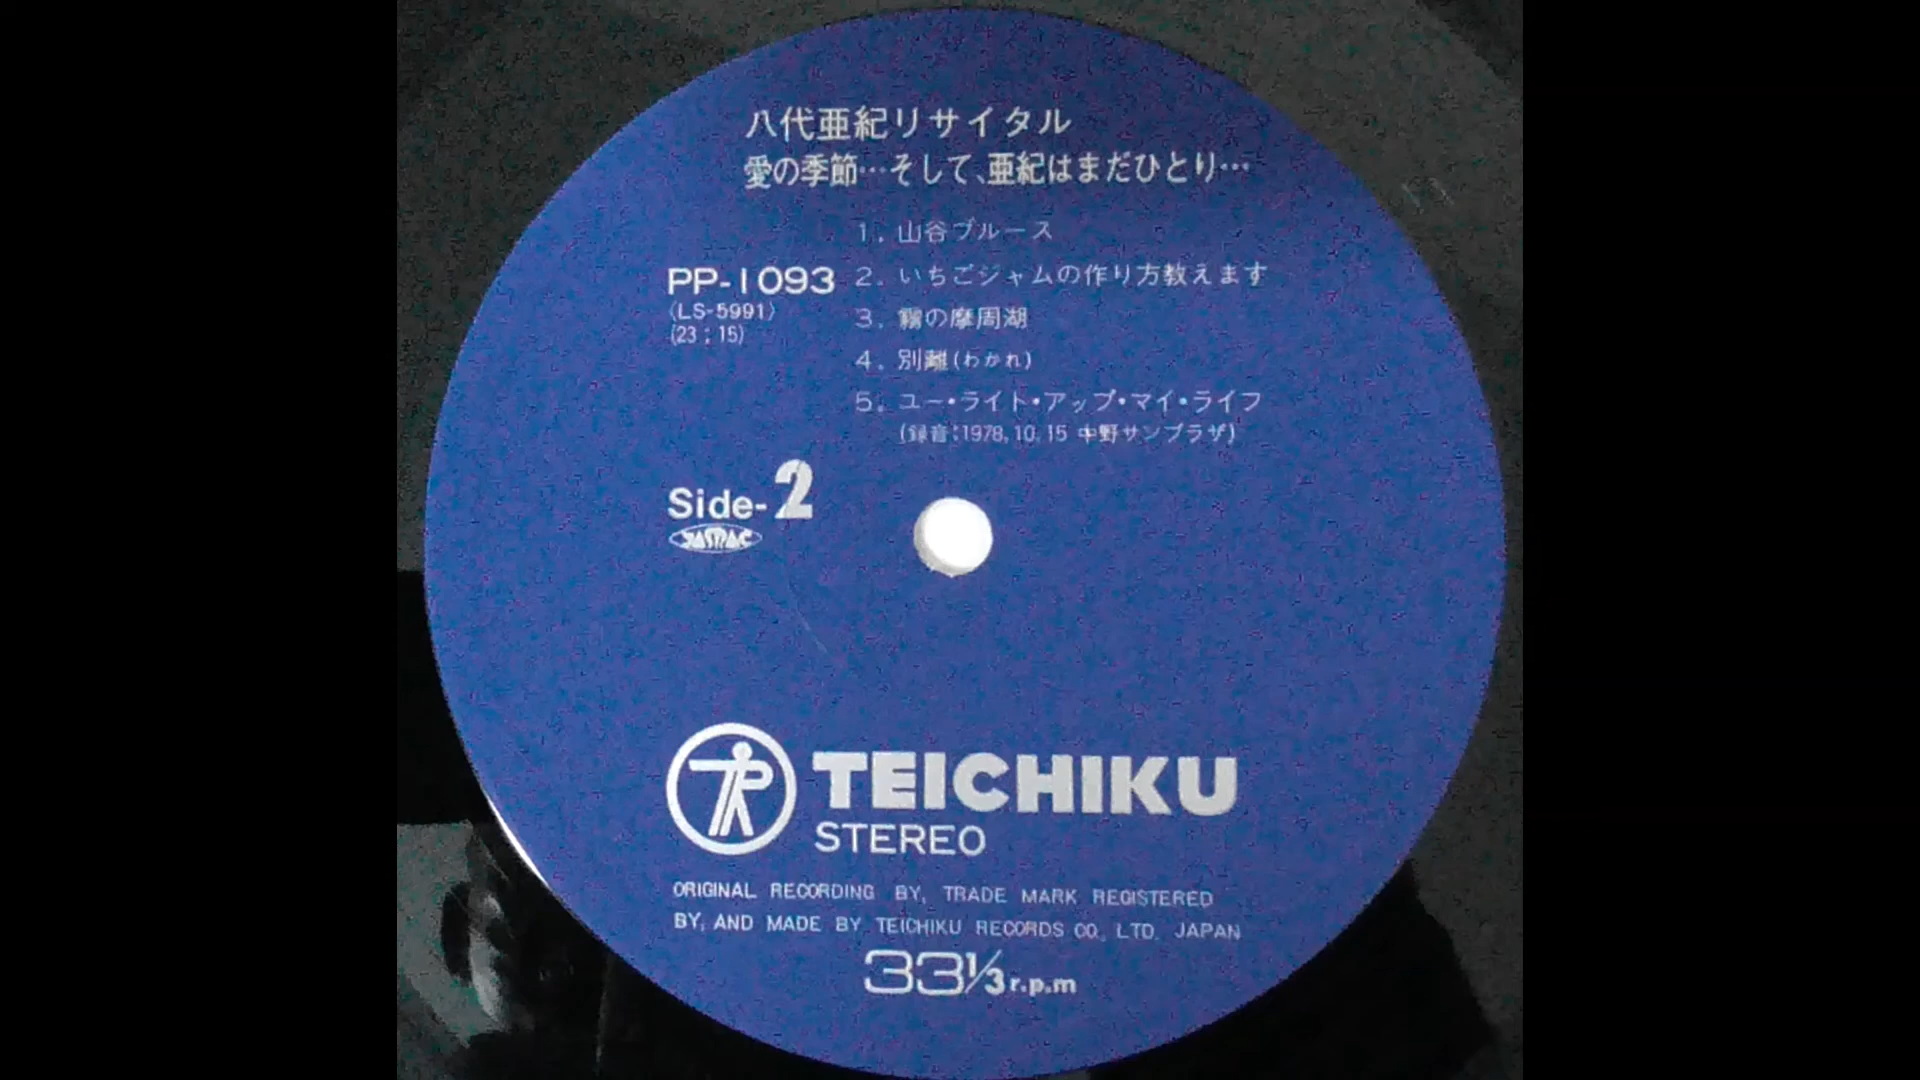 八代亜紀リサイタル
愛の季節…そして、亜紀はまだひとり…
1. 山谷ブルース
PP-1093
2. いちごジャムの作り方教えます
(LS-5991)
3. 霧の摩周湖
(23:15)
4. 別離(わかれ)
5. ユー・ライト・アップ・マイ・ライフ
(録音:1978.10.15 中野サンプラザ)
Side-2
JASRAC
TEICHIKU
STEREO
ORIGINAL RECORDING BY, TRADE MARK REGISTERED
BY, AND MADE BY TEICHIKU RECORDS CO., LTD. JAPAN
33 1/3 r.p.m